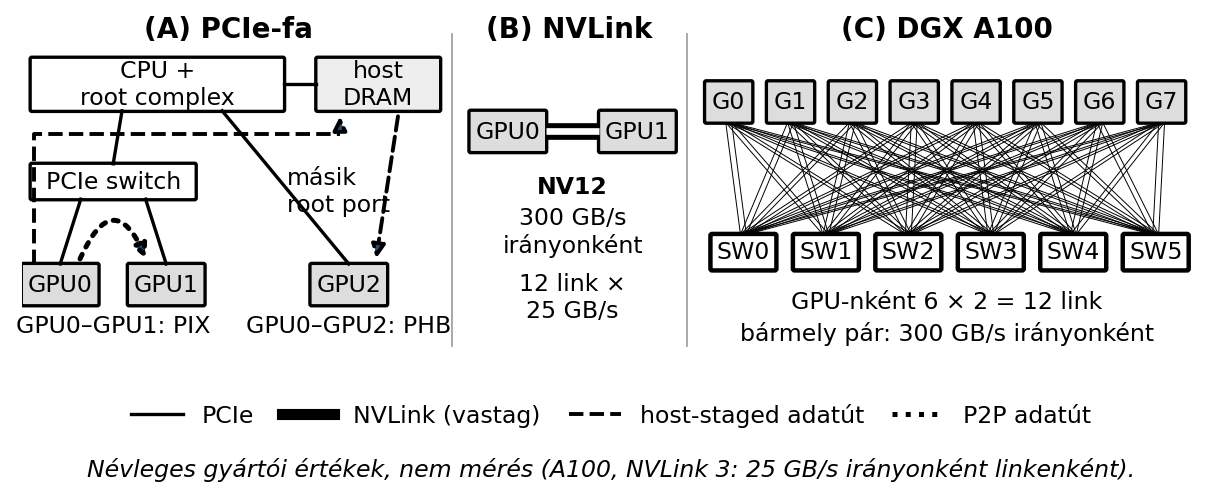 (A) PCIe-fa
CPU +
root complex
host
DRAM
PCIe switch
másik
root port
GPU0
GPU1
GPU2
GPU0–GPU1: PIX
GPU0–GPU2: PHB
(B) NVLink
GPU0
GPU1
NV12
300 GB/s
irányonként
12 link ×
25 GB/s
(C) DGX A100
G0
G1
G2
G3
G4
G5
G6
G7
SW0
SW1
SW2
SW3
SW4
SW5
GPU-nként 6 × 2 = 12 link
bármely pár: 300 GB/s irányonként
PCIe
NVLink (vastag)
host-staged adatút
P2P adatút
Névleges gyártói értékek, nem mérés (A100, NVLink 3: 25 GB/s irányonként linkenként).